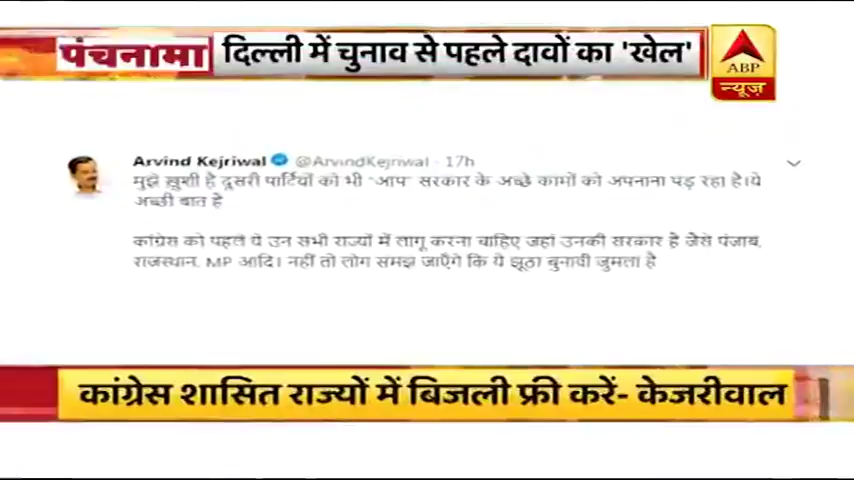 पंचनामा
दिल्ली में चुनाव से पहले दावों का 'खेल'
ABP
न्यूज़
Arvind Kejriwal @ArvindKejriwal · 17h
मुझे ख़ुशी है दूसरी पार्टियों को भी "आप" सरकार के अच्छे कामों को अपनाना पड़ रहा है।ये
अच्छी बात है
कांग्रेस को पहले ये उन सभी राज्यों में लागू करना चाहिए जहां उनकी सरकार है जैसे पंजाब,
राजस्थान, MP आदि। नहीं तो लोग समझ जाएँगे कि ये झूठा चुनावी जुमला है
कांग्रेस शासित राज्यों में बिजली फ्री करें- केजरीवाल